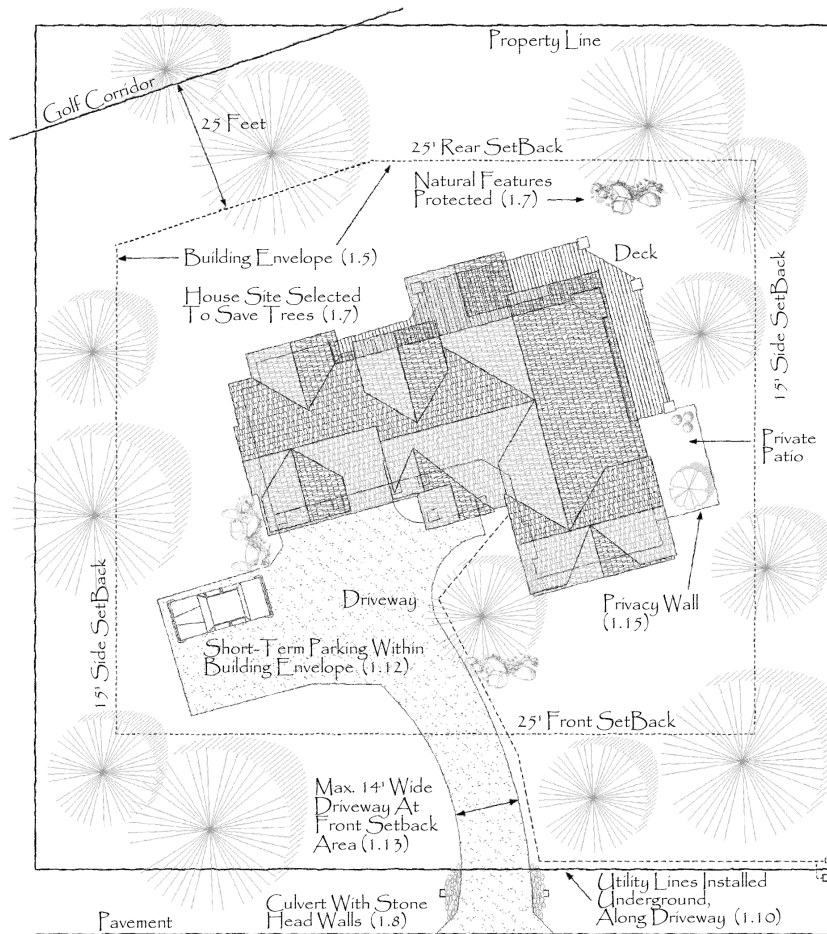 Property Line
Golf Corridor
25 Feet
25' Rear SetBack
Natural Features
Protected (1.7)
Building Envelope (1.5)
Deck
House Site Selected
To Save Trees (1.7)
15' Side SetBack
Private
Patio
15' Side SetBack
Driveway
Privacy Wall
(1.15)
Short-Term Parking Within
Building Envelope (1.12)
25' Front SetBack
Max. 14' Wide
Driveway At
Front Setback
Area (1.13)
Utility Lines Installed
Underground,
Along Driveway (1.10)
Culvert With Stone
Head Walls (1.8)
Pavement